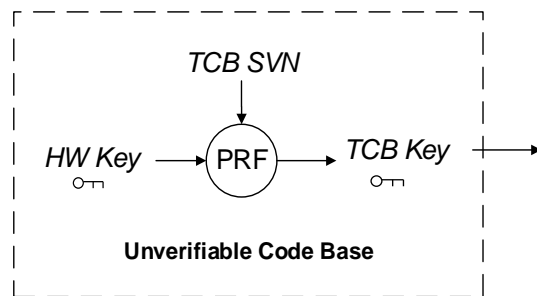 TCB SVN
HW Key
PRF
TCB Key
Unverifiable Code Base